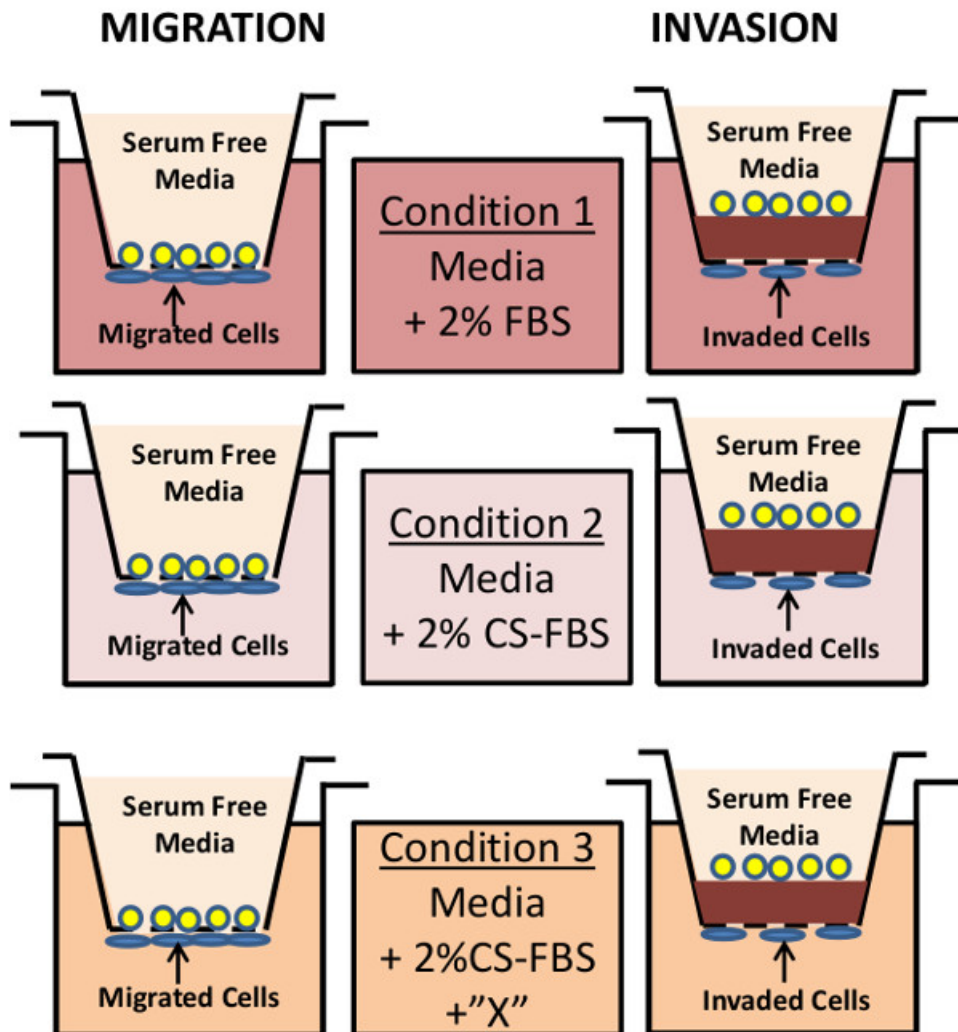 MIGRATION
INVASION
Serum Free
Media
Migrated Cells
Condition 1
Media
+ 2% FBS
Serum Free
Media
Invaded Cells
Serum Free
Media
Migrated Cells
Condition 2
Media
+ 2% CS-FBS
Serum Free
Media
Invaded Cells
Serum Free
Media
Migrated Cells
Condition 3
Media
+ 2%CS-FBS
+”X”
Serum Free
Media
Invaded Cells